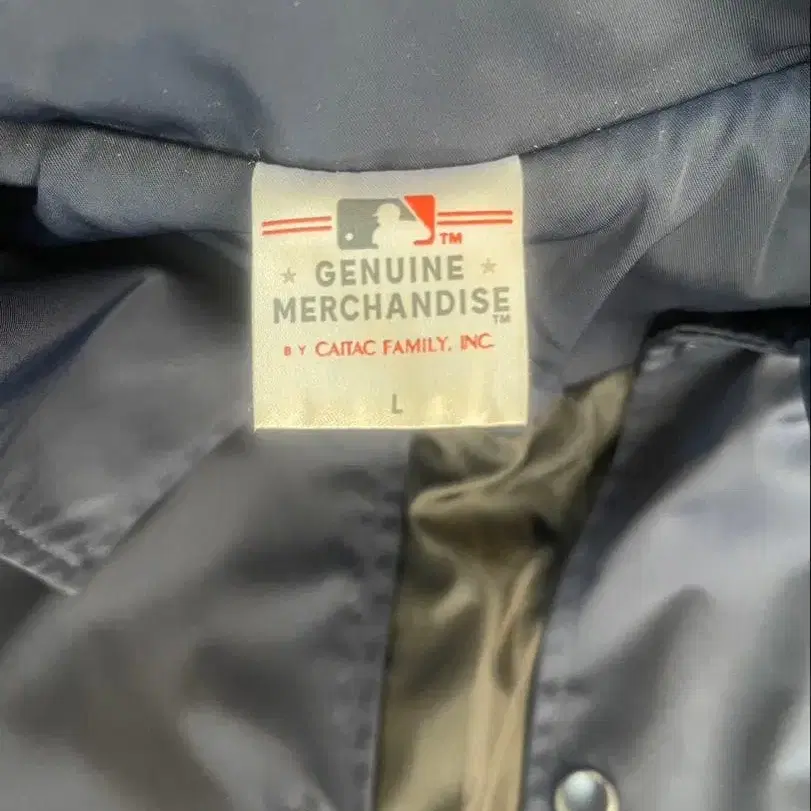 TM
GENUINE
MERCHANDISE
TM
BY CAITAC FAMILY, INC.
L